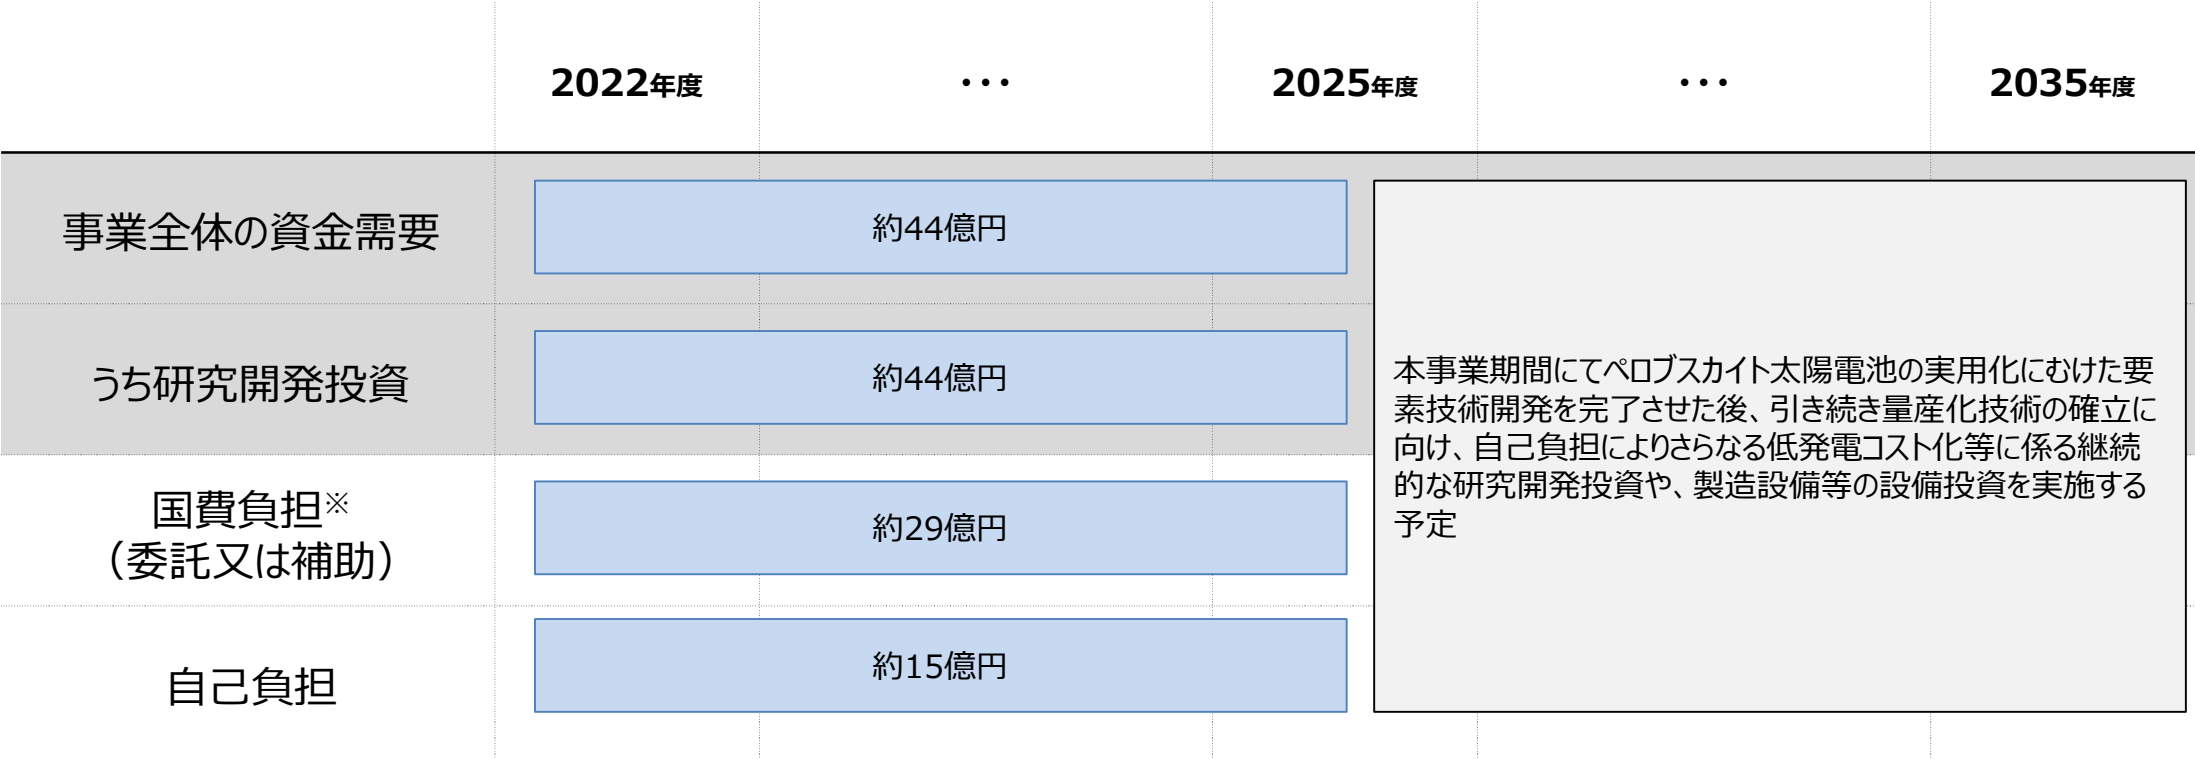 2022年度 ・・・ 2025年度 ・・・ 2035年度
事業全体の資金需要
約44億円
うち研究開発投資
約44億円
国費負担※
（委託又は補助）
約29億円
自己負担
約15億円
本事業期間にてペロブスカイト太陽電池の実用化にむけた要
素技術開発を完了させた後、引き続き量産化技術の確立に
向け、自己負担によりさらなる低発電コスト化等に係る継続
的な研究開発投資や、製造設備等の設備投資を実施する
予定